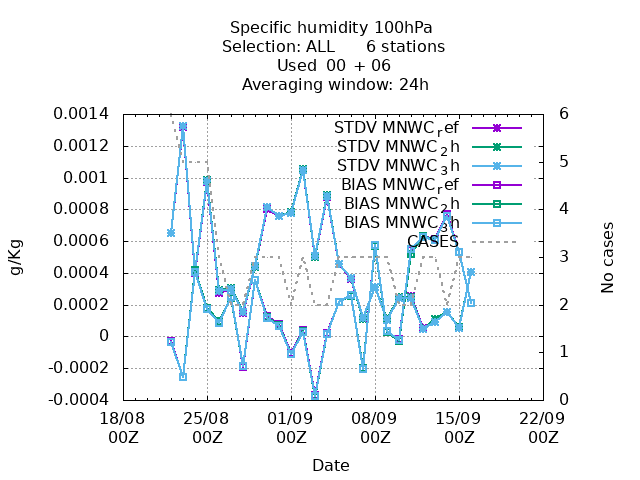 Specific humidity 100hPa
Selection: ALL 6 stations
Used 00 + 06
Averaging window: 24h
0.0014
0.0012
0.001
0.0008
0.0006
0.0004
0.0002
0
-0.0002
-0.0004
g/Kg
6
5
4
3
2
1
0
No cases
STDV MNWC_ref
STDV MNWC_2h
STDV MNWC_3h
BIAS MNWC_ref
BIAS MNWC_2h
BIAS MNWC_3h
CASES
18/08 25/08 01/09 08/09 15/09 22/09
00Z 00Z 00Z 00Z 00Z 00Z
Date